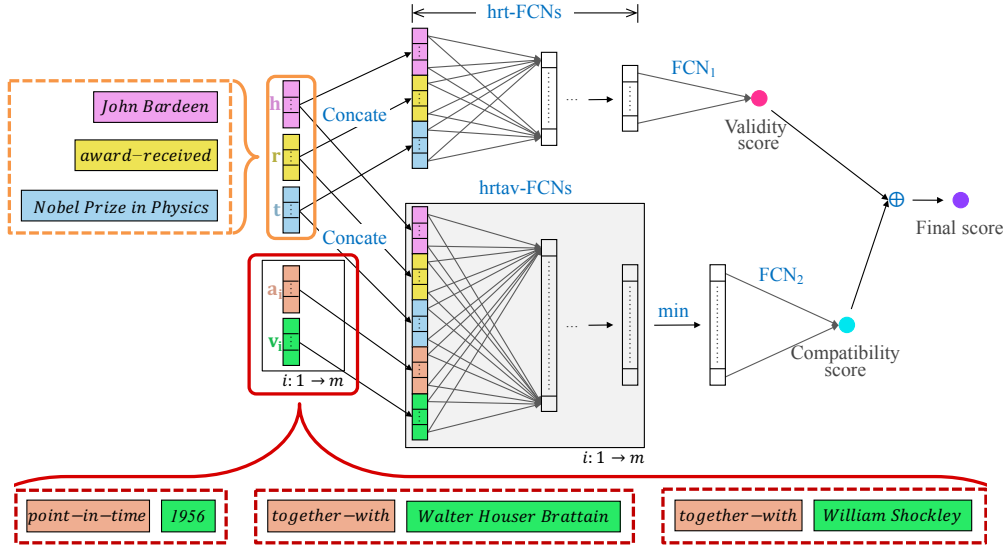 hrt-FCNs
John Bardeen
award−received
Nobel Prize in Physics
h
r
t
Concate
Concate
...
FCN1
Validity
score
hrtav-FCNs
a_i
v_i
i: 1 → m
...
i: 1 → m
min
FCN2
Compatibility
score
⊕
Final score
point−in−time
1956
together−with
Walter Houser Brattain
together−with
William Shockley